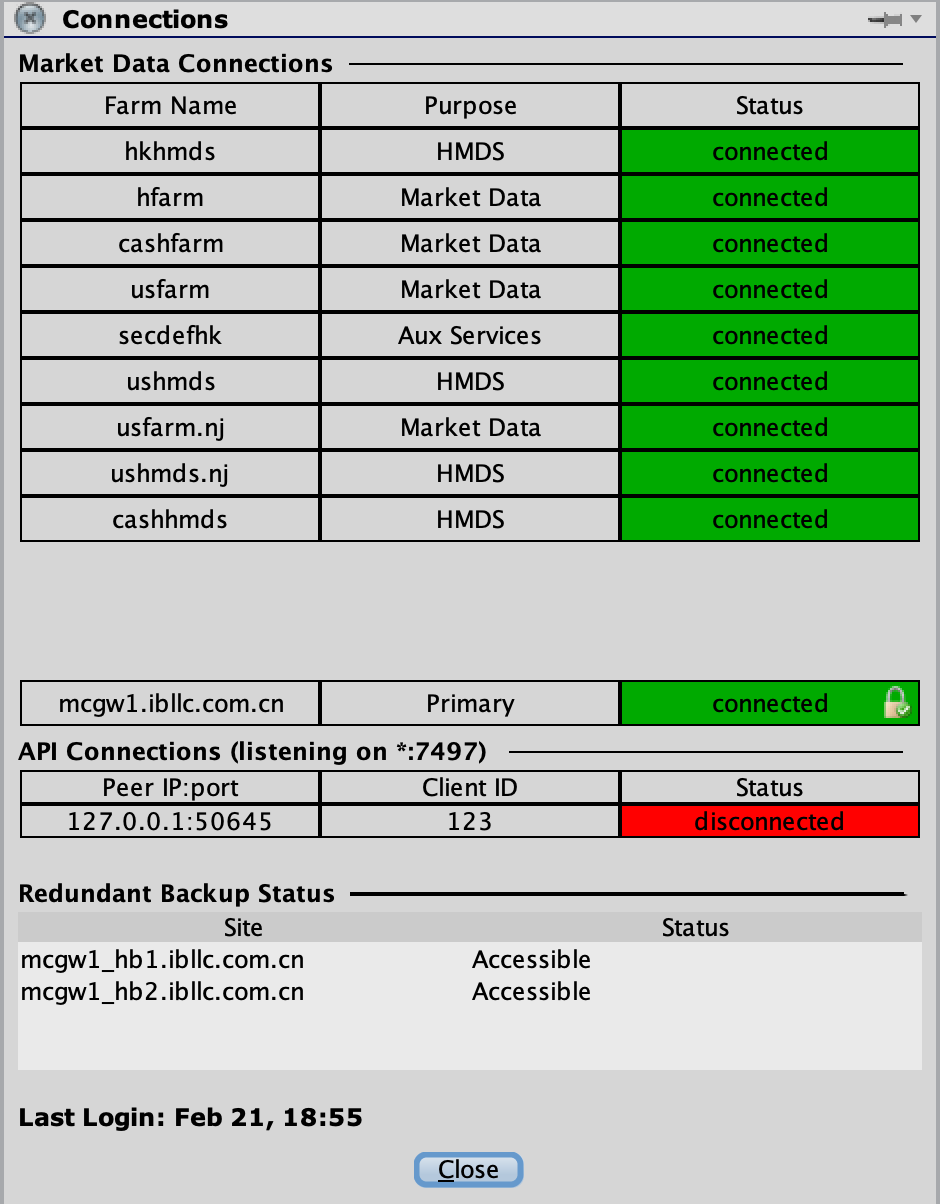 Connections
Market Data Connections
Farm Name Purpose Status
hkhmds HMDS connected
hfarm Market Data connected
cashfarm Market Data connected
usfarm Market Data connected
secdefhk Aux Services connected
ushmds HMDS connected
usfarm.nj Market Data connected
ushmds.nj HMDS connected
cashhmds HMDS connected
mcgw1.ibllc.com.cn Primary connected
API Connections (listening on *:7497)
Peer IP:port Client ID Status
127.0.0.1:50645 123 disconnected
Redundant Backup Status
Site Status
mcgw1_hb1.ibllc.com.cn Accessible
mcgw1_hb2.ibllc.com.cn Accessible
Last Login: Feb 21, 18:55
Close